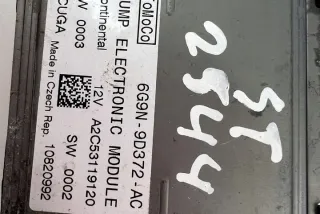 FoMoCo 6G9N-9D372-AC
UMP ELECTRONIC MODULE
ontinental 12V A2C53119120
W 0003 SW 0002
CUGA Made in Czech Rep. 10820992
ST
2544